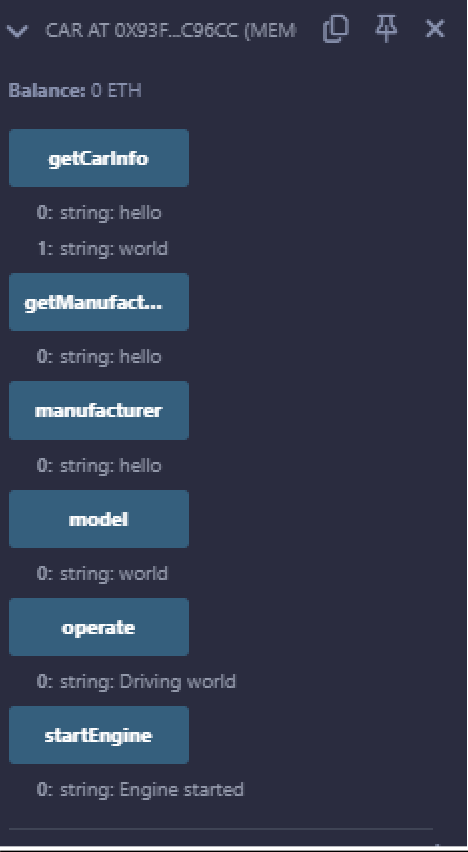 CAR AT 0X93F...C96CC (MEM
Balance: 0 ETH
getCarInfo
0: string: hello
1: string: world
getManufact...
0: string: hello
manufacturer
0: string: hello
model
0: string: world
operate
0: string: Driving world
startEngine
0: string: Engine started